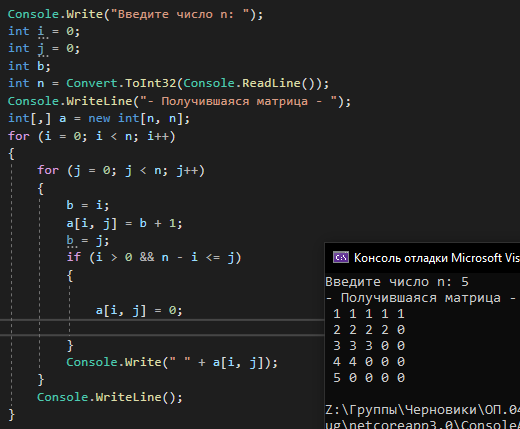 Console.Write("Введите число n: ");
int i = 0;
int j = 0;
int b;
int n = Convert.ToInt32(Console.ReadLine());
Console.WriteLine("- Получившаяся матрица - ");
int[,] a = new int[n, n];
for (i = 0; i < n; i++)
{
for (j = 0; j < n; j++)
{
b = i;
a[i, j] = b + 1;
b = j;
if (i > 0 && n - i <= j)
{
a[i, j] = 0;
}
Console.Write(" " + a[i, j]);
}
Console.WriteLine();
}
Консоль отладки Microsoft Vis
Введите число n: 5
- Получившаяся матрица -
1 1 1 1 1
2 2 2 2 0
3 3 3 0 0
4 4 0 0 0
5 0 0 0 0
Z:\Группы\Черновики\ОП.04
ug\netcoreapp3.0\ConsoleA